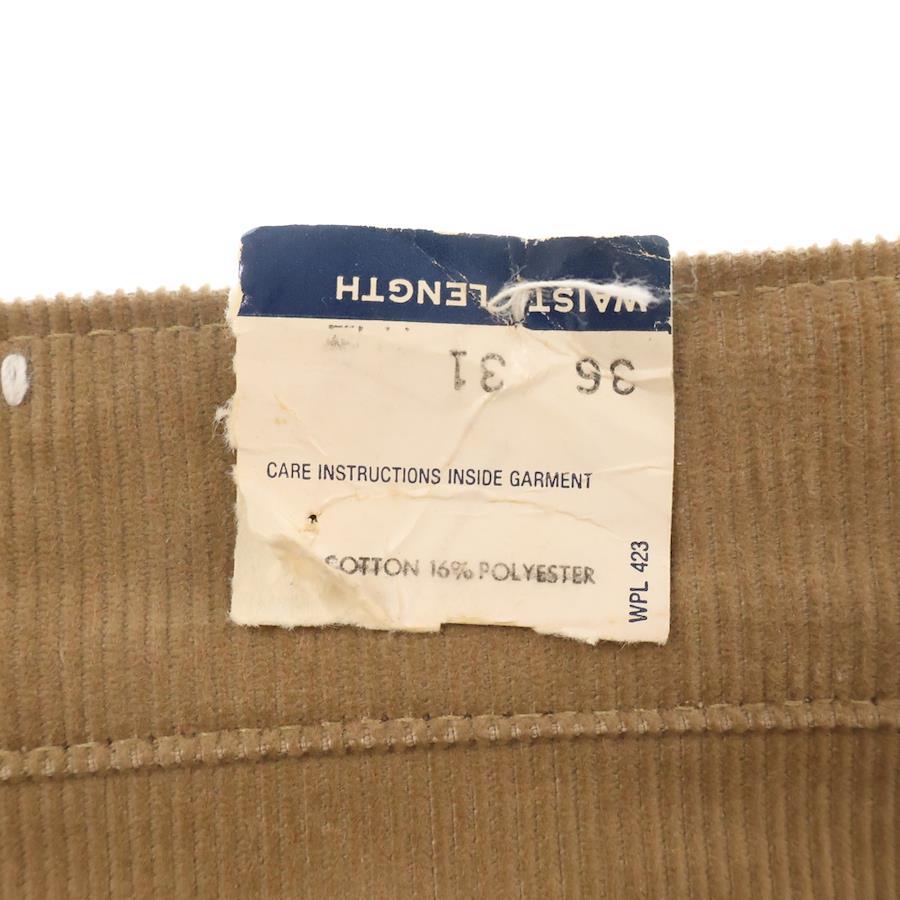 WAIST LENGTH
36 31
CARE INSTRUCTIONS INSIDE GARMENT
COTTON 16% POLYESTER
WPL 423